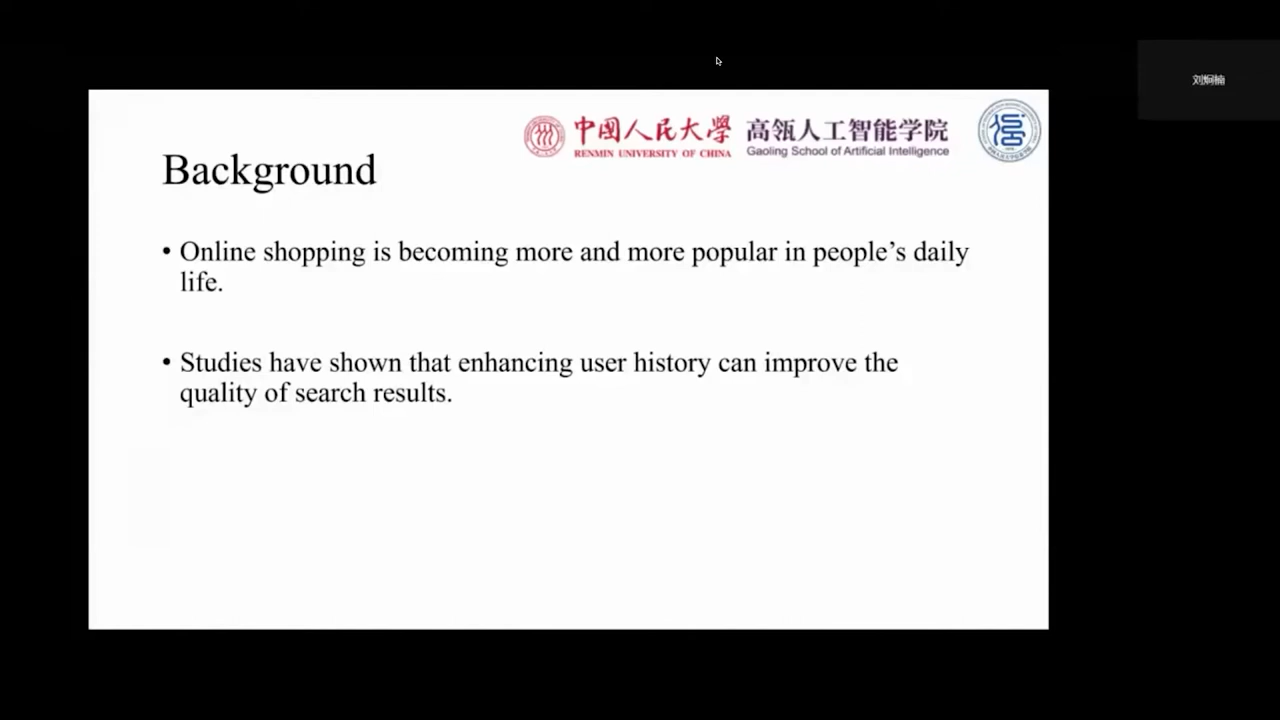 中国人民大学 高瓴人工智能学院
RENMIN UNIVERSITY OF CHINA Gaoling School of Artificial Intelligence
Background
• Online shopping is becoming more and more popular in people’s daily
life.
• Studies have shown that enhancing user history can improve the
quality of search results.